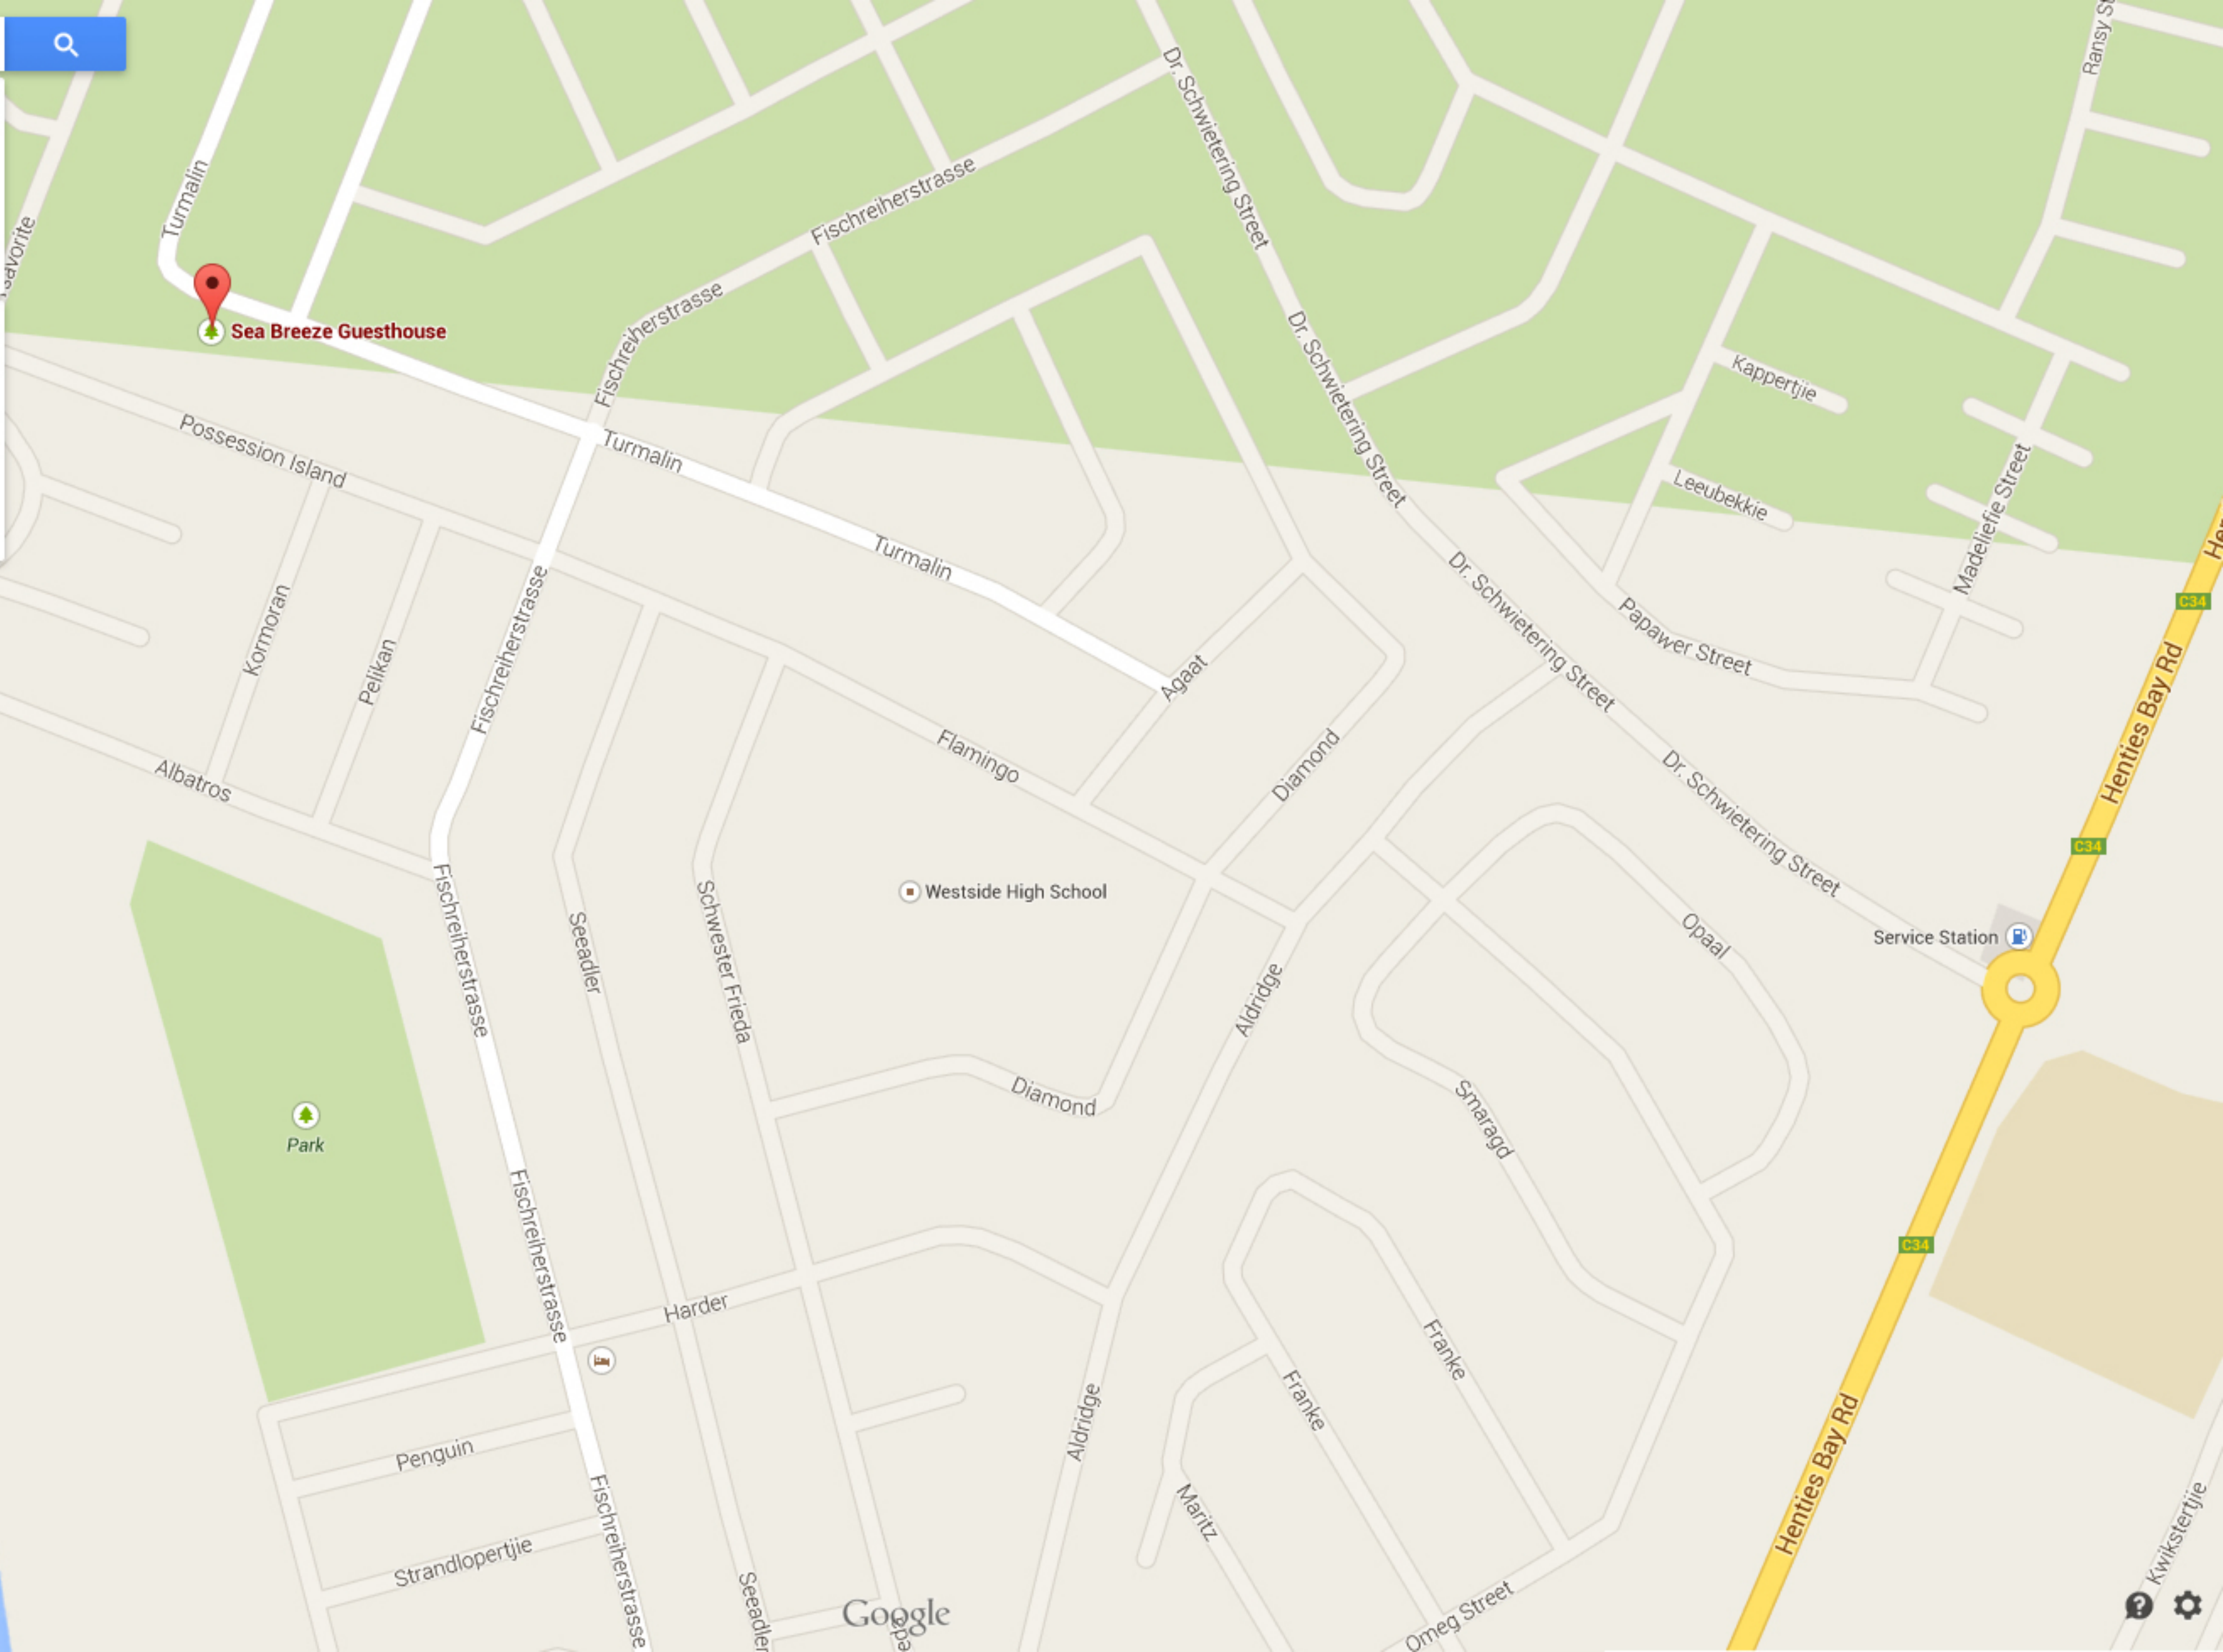 Ransy St
Dr. Schwietering Street
Turmalin
Fischreiherstrasse
Sea Breeze Guesthouse
Fischreiherstrasse
Dr. Schwietering Street
Kappertjie
Possession Island
Turmalin
Leeubekkie
Madeliefie Street
Turmalin
Dr. Schwietering Street
C34
Kormoran
Pelikan
Fischreiherstrasse
Agaat
Papawer Street
Henties Bay Rd
Flamingo
Diamond
Albatros
Dr. Schwietering Street
C34
Westside High School
Fischreiherstrasse
Seeadler
Schwester Frieda
Opaal
Service Station
Aldridge
Diamond
Smaragd
Park
Fischreiherstrasse
C34
Harder
Franke
Franke
Aldridge
Penguin
Henties Bay Rd
Maritz
Strandlopertjie
Fischreiherstrasse
Kwikstertjie
Seeadler
Google
Omeg Street